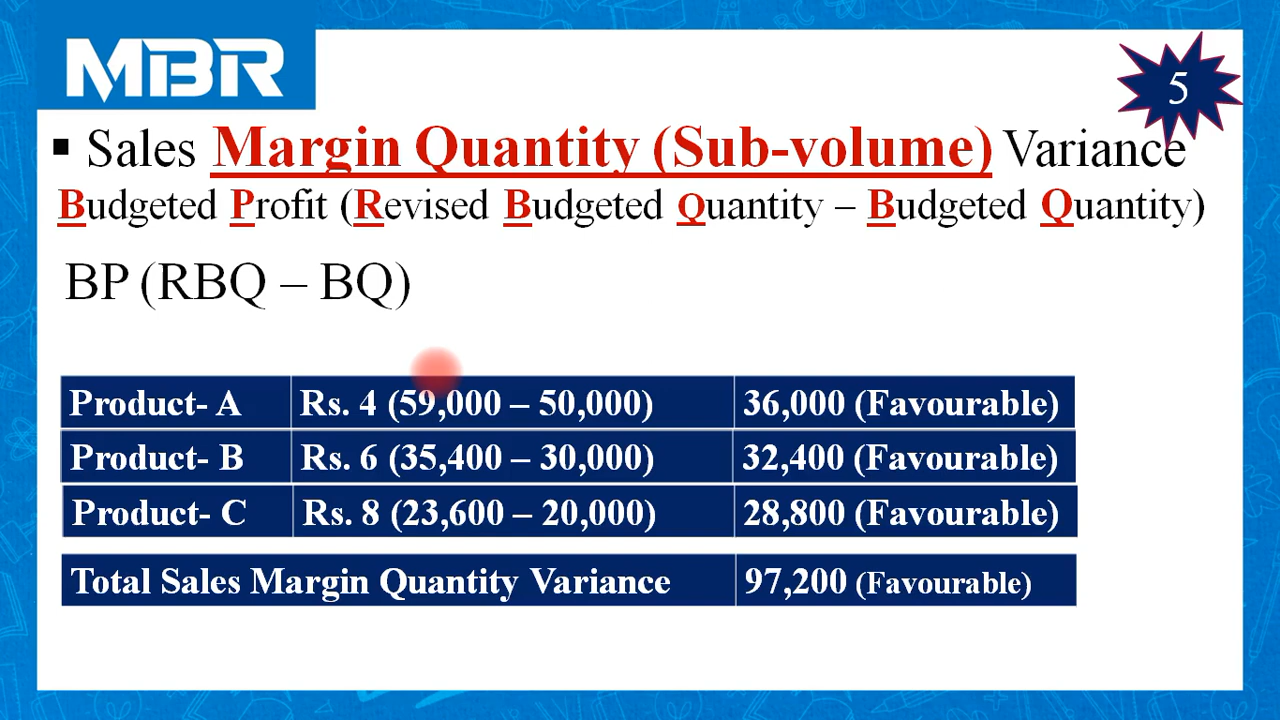 MBR
5
▪ Sales Margin Quantity (Sub-volume) Variance
Budgeted Profit (Revised Budgeted Quantity – Budgeted Quantity)
BP (RBQ – BQ)
Product- A Rs. 4 (59,000 – 50,000) 36,000 (Favourable)
Product- B Rs. 6 (35,400 – 30,000) 32,400 (Favourable)
Product- C Rs. 8 (23,600 – 20,000) 28,800 (Favourable)
Total Sales Margin Quantity Variance 97,200 (Favourable)